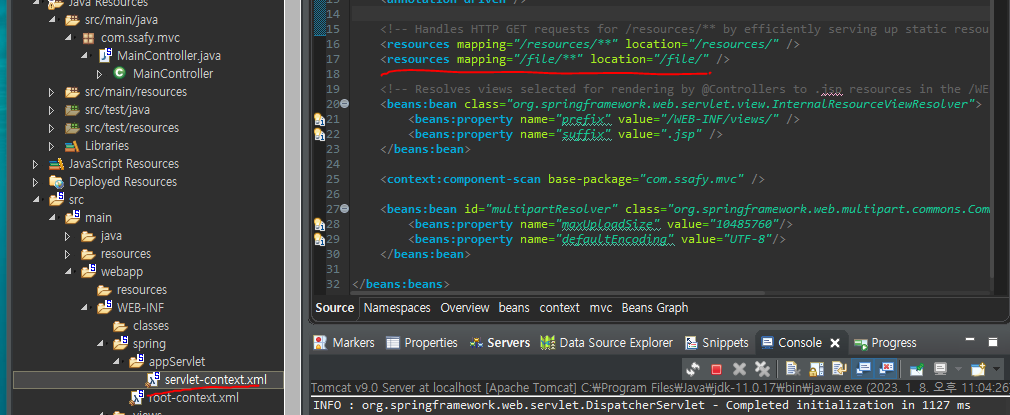 Java Resources
src/main/java
com.ssafy.mvc
MainController.java
MainController
src/main/resources
src/test/java
src/test/resources
Libraries
JavaScript Resources
Deployed Resources
src
main
java
resources
webapp
resources
WEB-INF
classes
spring
appServlet
servlet-context.xml
root-context.xml
views
13 <annotation-driven />
14
15 <!-- Handles HTTP GET requests for /resources/** by efficiently serving up static resou
16 <resources mapping="/resources/**" location="/resources/" />
17 <resources mapping="/file/**" location="/file/" />
18
19 <!-- Resolves views selected for rendering by @Controllers to .jsp resources in the /WE
20 <beans:bean class="org.springframework.web.servlet.view.InternalResourceViewResolver">
21 <beans:property name="prefix" value="/WEB-INF/views/" />
22 <beans:property name="suffix" value=".jsp" />
23 </beans:bean>
24
25 <context:component-scan base-package="com.ssafy.mvc" />
26
27 <beans:bean id="multipartResolver" class="org.springframework.web.multipart.commons.Com
28 <beans:property name="maxUploadSize" value="10485760"/>
29 <beans:property name="defaultEncoding" value="UTF-8"/>
30 </beans:bean>
31
32 </beans:beans>
Source Namespaces Overview beans context mvc Beans Graph
Markers Properties Servers Data Source Explorer Snippets Console Progress
Tomcat v9.0 Server at localhost [Apache Tomcat] C:₩Program Files₩Java₩jdk-11.0.17₩bin₩javaw.exe (2023. 1. 8. 오후 11:04:26
INFO : org.springframework.web.servlet.DispatcherServlet - Completed initialization in 1127 ms